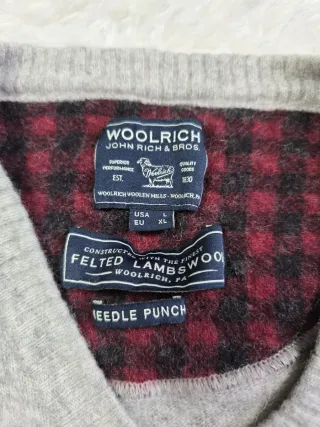 WOOLRICH
JOHN RICH & BROS.
SUPERIOR PERFORMANCE
Woolrich
QUALITY GOODS
EST. 1830
WOOLRICH WOOLEN MILLS · WOOLRICH, PA
USA L
EU XL
CONSTRUCTED WITH THE FINEST
FELTED LAMBSWOO
WOOLRICH, PA
NEEDLE PUNCH